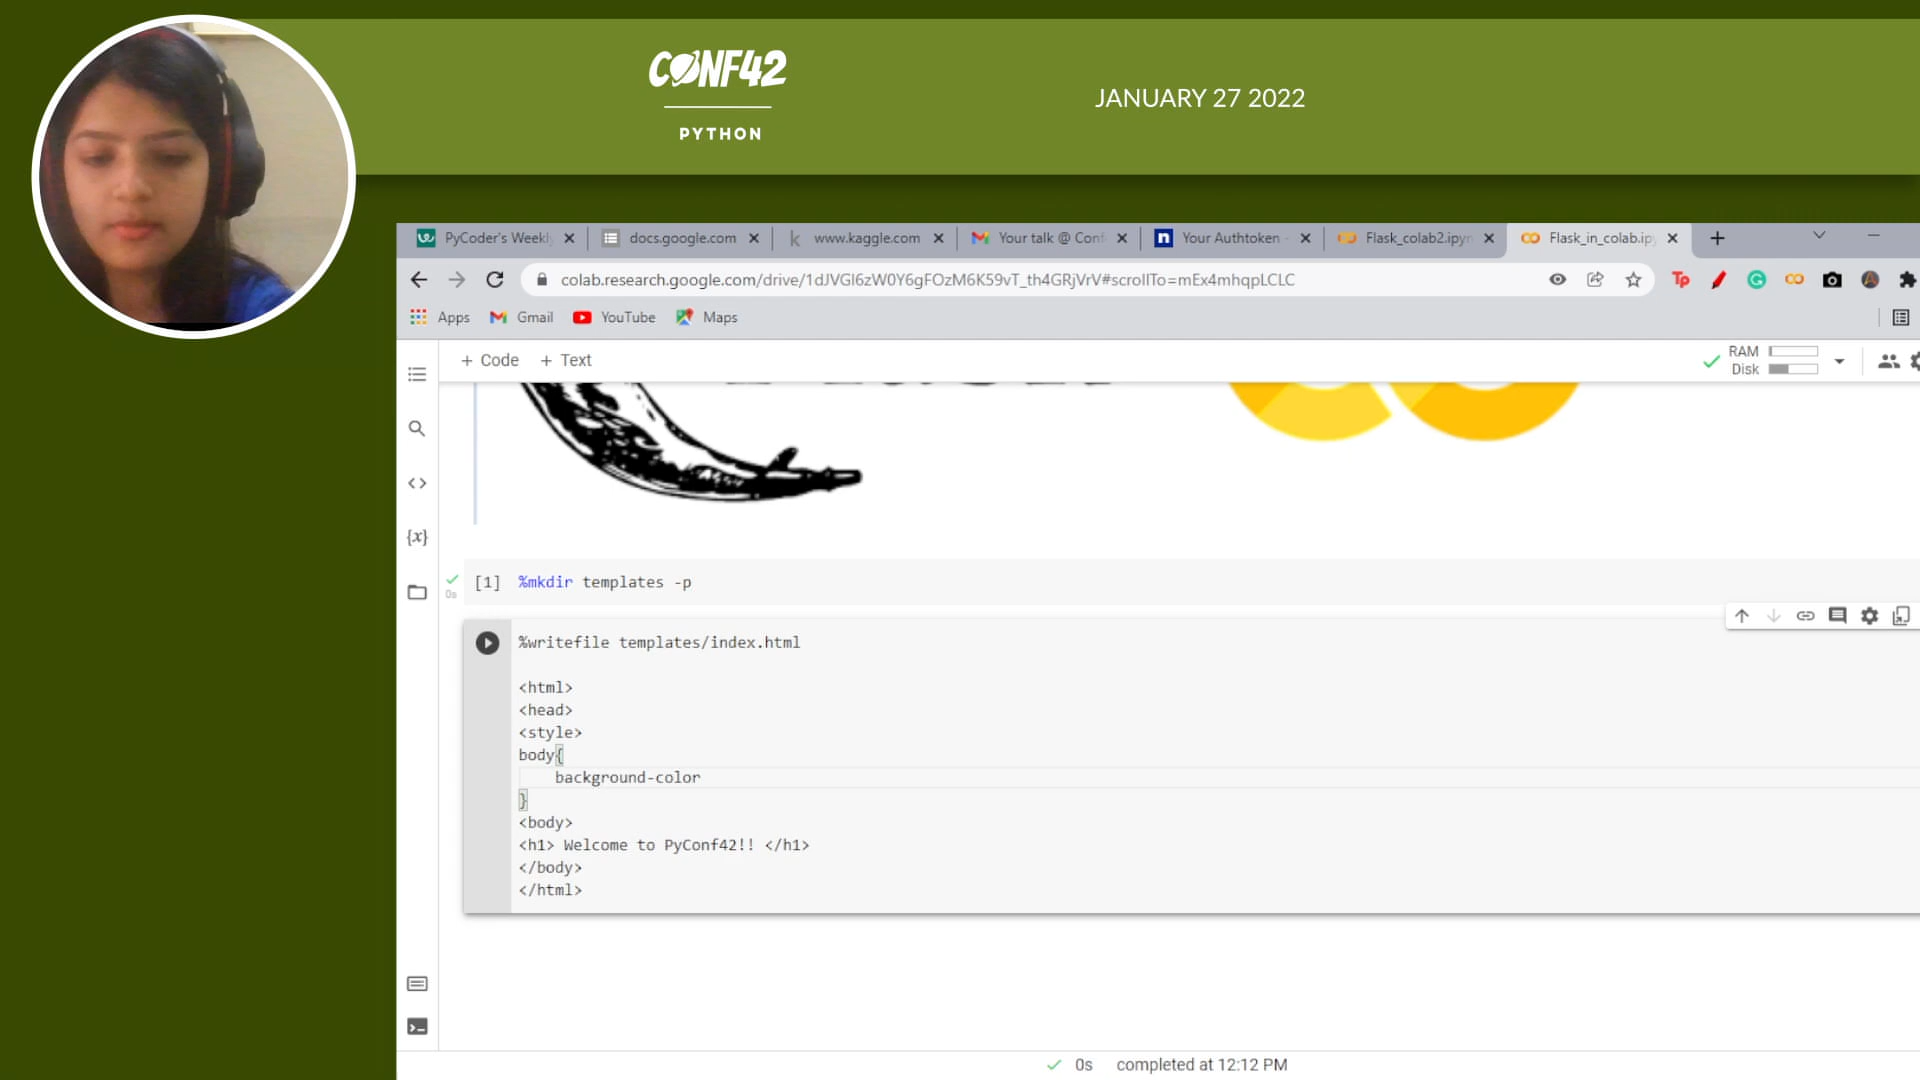 CONF42
PYTHON
JANUARY 27 2022
PyCoder's Weekly
docs.google.com
www.kaggle.com
Your talk @ Conf
Your Authtoken -
Flask_colab2.ipyn
Flask_in_colab.ipy
colab.research.google.com/drive/1dJVGl6zW0Y6gFOzM6K59vT_th4GRjVrV#scrollTo=mEx4mhqpLCLC
Apps
Gmail
YouTube
Maps
+ Code
+ Text
RAM
Disk
[1] %mkdir templates -p
0s
%writefile templates/index.html
<html>
<head>
<style>
body{
background-color
}
<body>
<h1> Welcome to PyConf42!! </h1>
</body>
</html>
0s completed at 12:12 PM